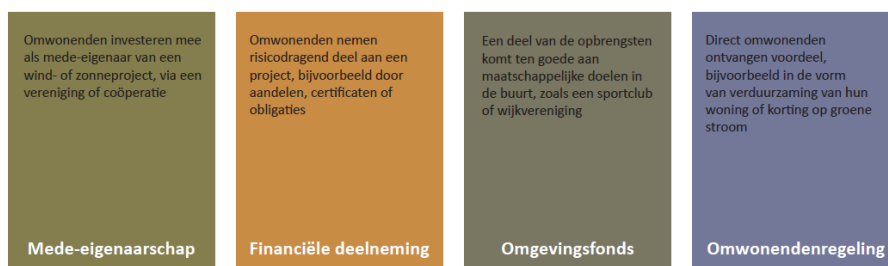 Omwonenden investeren mee
als mede-eigenaar van een
wind- of zonneproject, via een
vereniging of coöperatie
Mede-eigenaarschap
Omwonenden nemen
risicodragend deel aan een
project, bijvoorbeeld door
aandelen, certificaten of
obligaties
Financiële deelneming
Een deel van de opbrengsten
komt ten goede aan
maatschappelijke doelen in
de buurt, zoals een sportclub
of wijkvereniging
Omgevingsfonds
Direct omwonenden
ontvangen voordeel,
bijvoorbeeld in de vorm
van verduurzaming van hun
woning of korting op groene
stroom
Omwonendenregeling